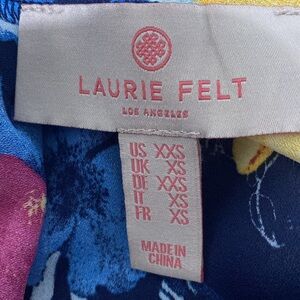 LAURIE FELT
LOS ANGELES
US XXS
UK XS
DE XXS
IT XS
FR XS
MADE IN
CHINA